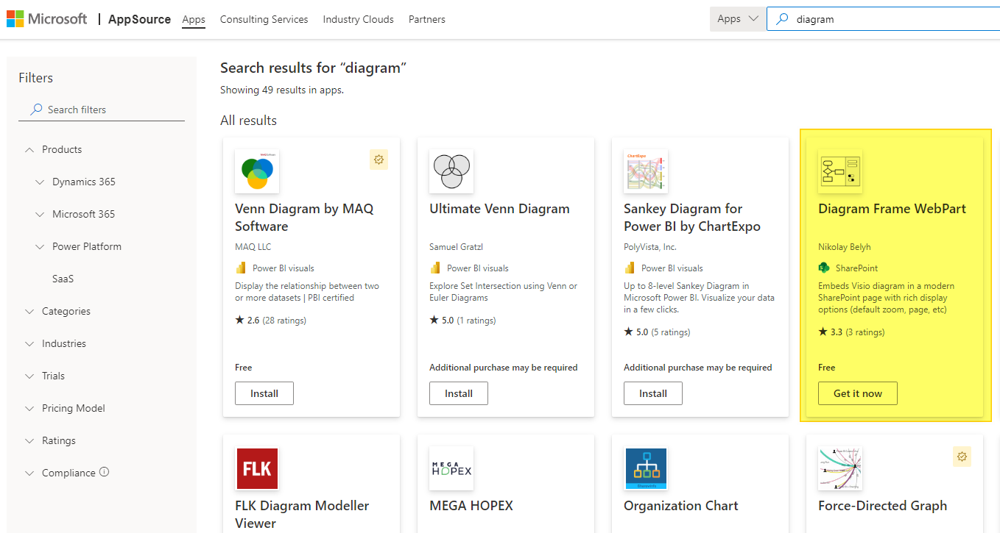 Microsoft | AppSource Apps Consulting Services Industry Clouds Partners Apps diagram
Filters
Search filters
Products
Dynamics 365
Microsoft 365
Power Platform
SaaS
Categories
Industries
Trials
Pricing Model
Ratings
Compliance
Search results for “diagram”
Showing 49 results in apps.
All results
Venn Diagram by MAQ
Software
MAQ LLC
Power BI visuals
Display the relationship between two
or more datasets | PBI certified
2.6 (28 ratings)
Free
Install
Ultimate Venn Diagram
Samuel Gratzl
Power BI visuals
Explore Set Intersection using Venn or
Euler Diagrams
5.0 (1 ratings)
Additional purchase may be required
Install
ChartExpo
Sankey Diagram for
Power BI by ChartExpo
PolyVista, Inc.
Power BI visuals
Up to 8-level Sankey Diagram in
Microsoft Power BI. Visualize your data
in a few clicks.
5.0 (5 ratings)
Additional purchase may be required
Install
Diagram Frame WebPart
Nikolay Belyh
SharePoint
Embeds Visio diagram in a modern
SharePoint page with rich display
options (default zoom, page, etc)
3.3 (3 ratings)
Free
Get it now
FLK
FLK Diagram Modeller
Viewer
MEGA
HOPEX
MEGA HOPEX
Organization Chart
Force-Directed Graph